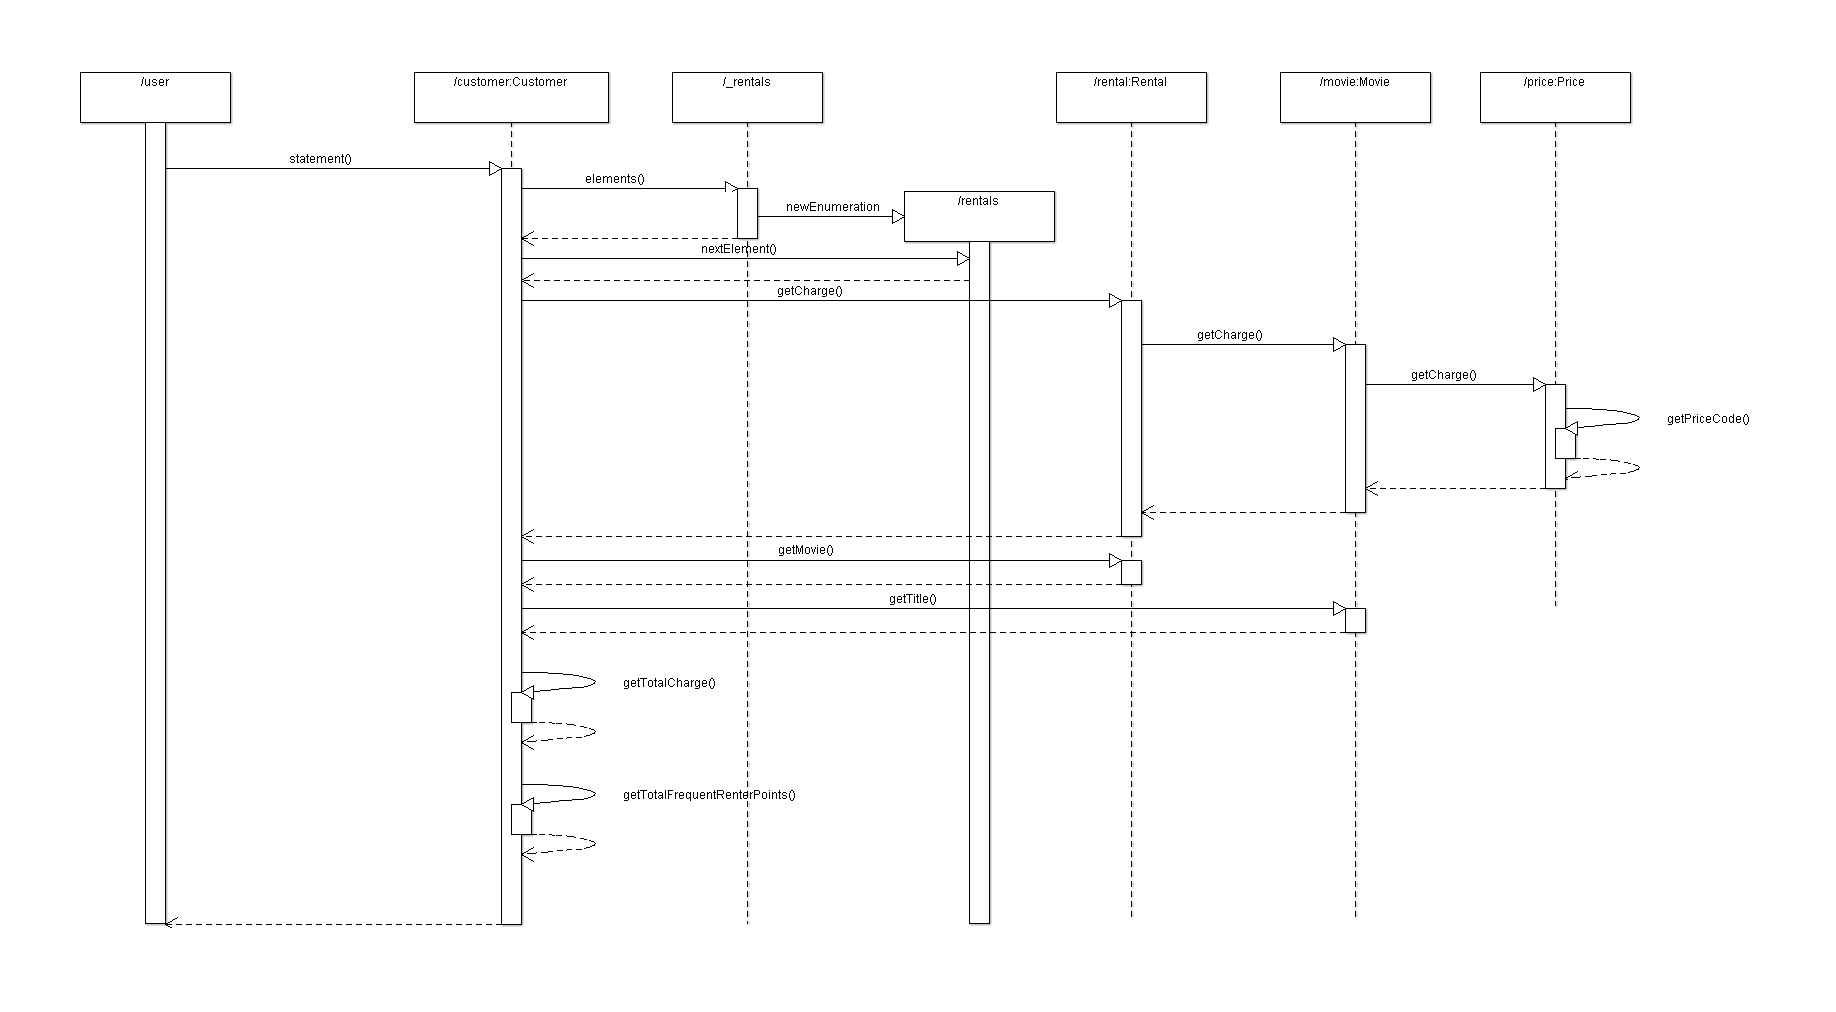 /user
/customer:Customer
/_rentals
/rental:Rental
/movie:Movie
/price:Price
statement()
elements()
newEnumeration
/rentals
nextElement()
getCharge()
getCharge()
getCharge()
getPriceCode()
getMovie()
getTitle()
getTotalCharge()
getTotalFrequentRenterPoints()